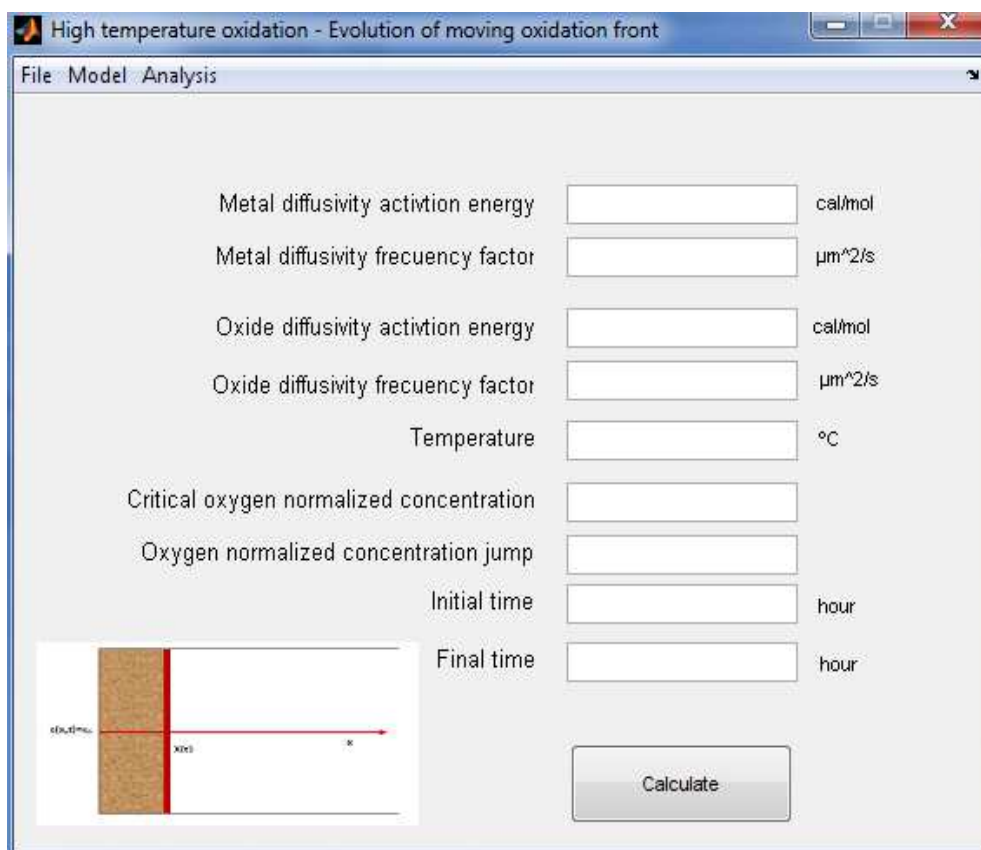 High temperature oxidation - Evolution of moving oxidation front
File Model Analysis
Metal diffusivity activtion energy cal/mol
Metal diffusivity frecuency factor µm^2/s
Oxide diffusivity activtion energy cal/mol
Oxide diffusivity frecuency factor µm^2/s
Temperature ºC
Critical oxygen normalized concentration
Oxygen normalized concentration jump
Initial time hour
Final time hour
x
X(t)
Calculate